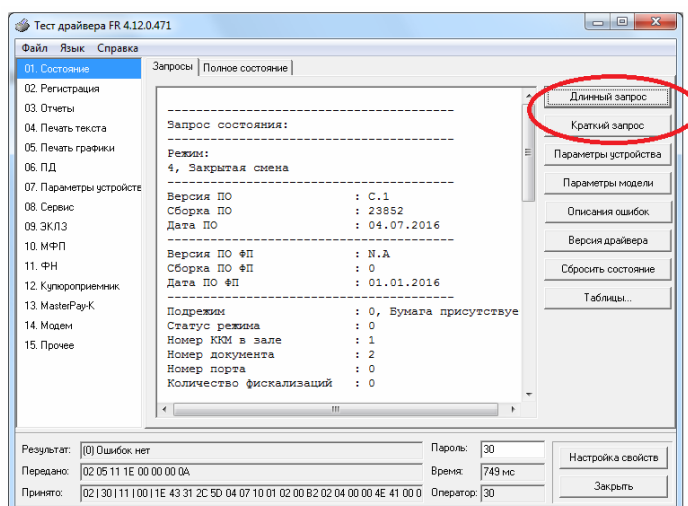 Тест драйвера FR 4.12.0.471
Файл Язык Справка
01. Состояние
02. Регистрация
03. Отчеты
04. Печать текста
05. Печать графики
06. ПД
07. Параметры устройств
08. Сервис
09. ЭКЛЗ
10. МФП
11. ФН
12. Купюроприемник
13. MasterPay-K
14. Модем
15. Прочее
Запросы Полное состояние
----------------------------------------
Запрос состояния:
----------------------------------------
Режим:
4, Закрытая смена
----------------------------------------
Версия ПО : C.1
Сборка ПО : 23852
Дата ПО : 04.07.2016
----------------------------------------
Версия ПО ФП : N.A
Сборка ПО ФП : 0
Дата ПО ФП : 01.01.2016
----------------------------------------
Подрежим : 0, Бумага присутствуе
Статус режима : 0
Номер ККМ в зале : 1
Номер документа : 2
Номер порта : 0
Количество фискализаций : 0
Длинный запрос
Краткий запрос
Параметры устройства
Параметры модели
Описания ошибок
Версия драйвера
Сбросить состояние
Таблицы...
Результат: (0) Ошибок нет
Пароль: 30
Передано: 02 05 11 1E 00 00 00 0A
Время: 749 мс
Принято: 02 | 30 | 11 | 00 | 1E 43 31 2C 5D 04 07 10 01 02 00 B2 02 04 00 00 4E 41 00 0
Оператор: 30
Настройка свойств
Закрыть